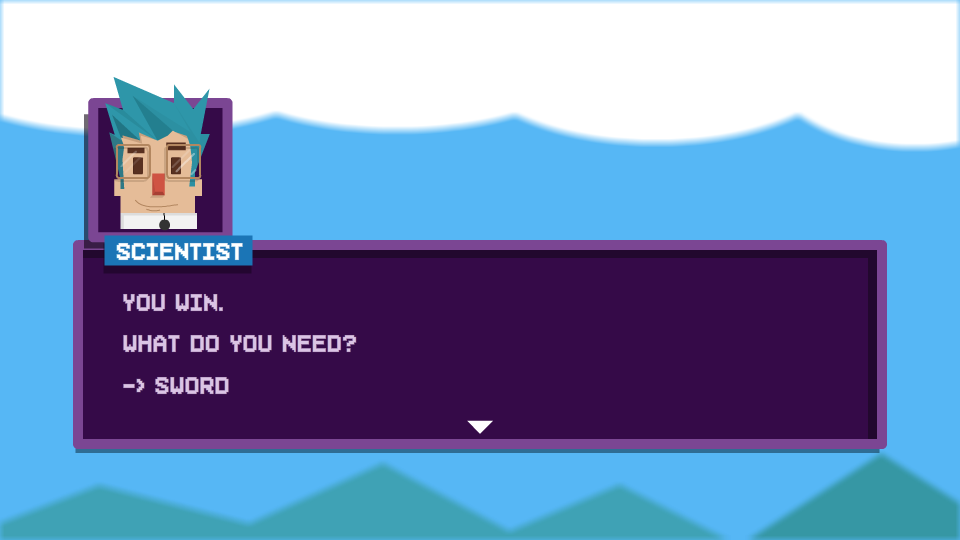 SCIENTIST
YOU WIN.
WHAT DO YOU NEED?
-> SWORD